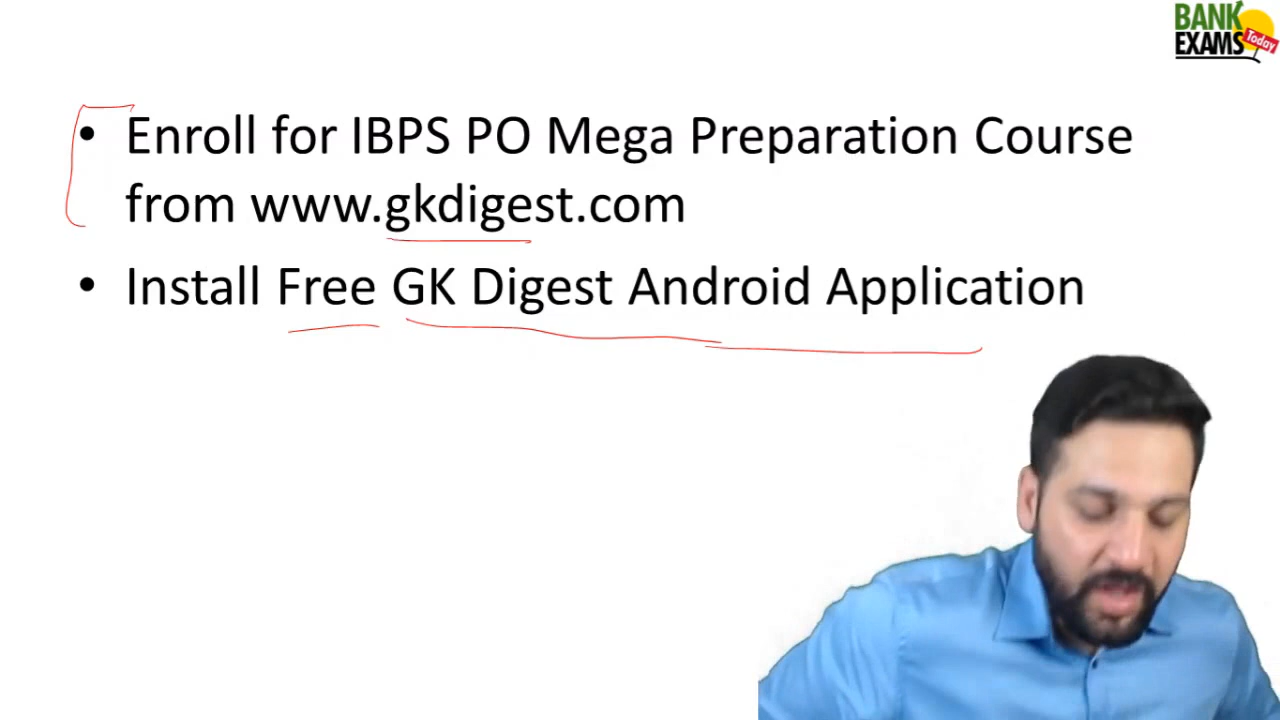 BANK
EXAMS Today
• Enroll for IBPS PO Mega Preparation Course
from www.gkdigest.com
• Install Free GK Digest Android Application